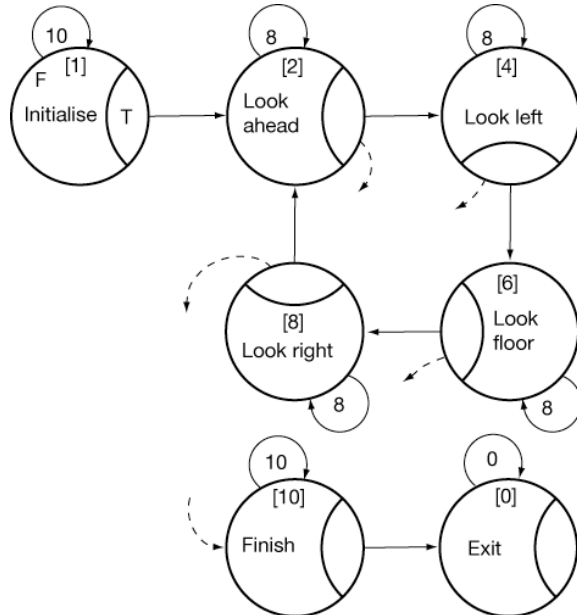 10
F
[1]
Initialise
T
8
[2]
Look
ahead
8
[4]
Look left
[8]
Look right
8
[6]
Look
floor
8
10
[10]
Finish
0
[0]
Exit